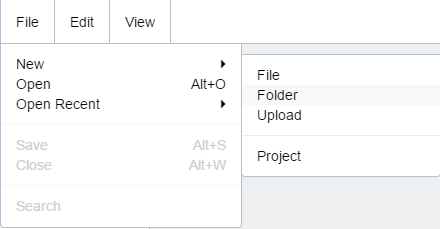 File Edit View
New
Open Alt+O
Open Recent
Save Alt+S
Close Alt+W
Search
File
Folder
Upload
Project